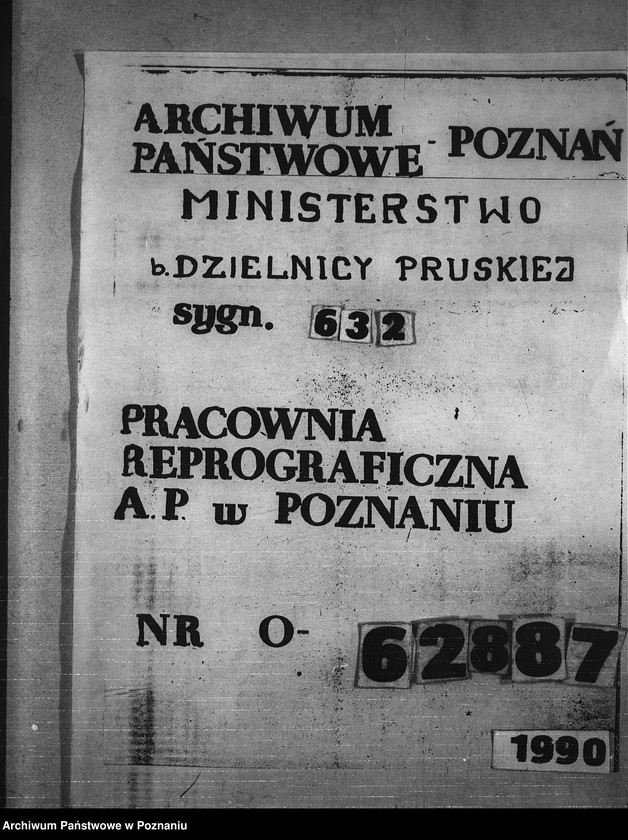 ARCHIWUM
PAŃSTWOWE - POZNAŃ
MINISTERSTWO
b. DZIELNICY PRUSKIEJ
sygn. 632
PRACOWNIA
REPROGRAFICZNA
A. P. w POZNANIU
NR O- 62887
1990
Archiwum Państwowe w Poznaniu